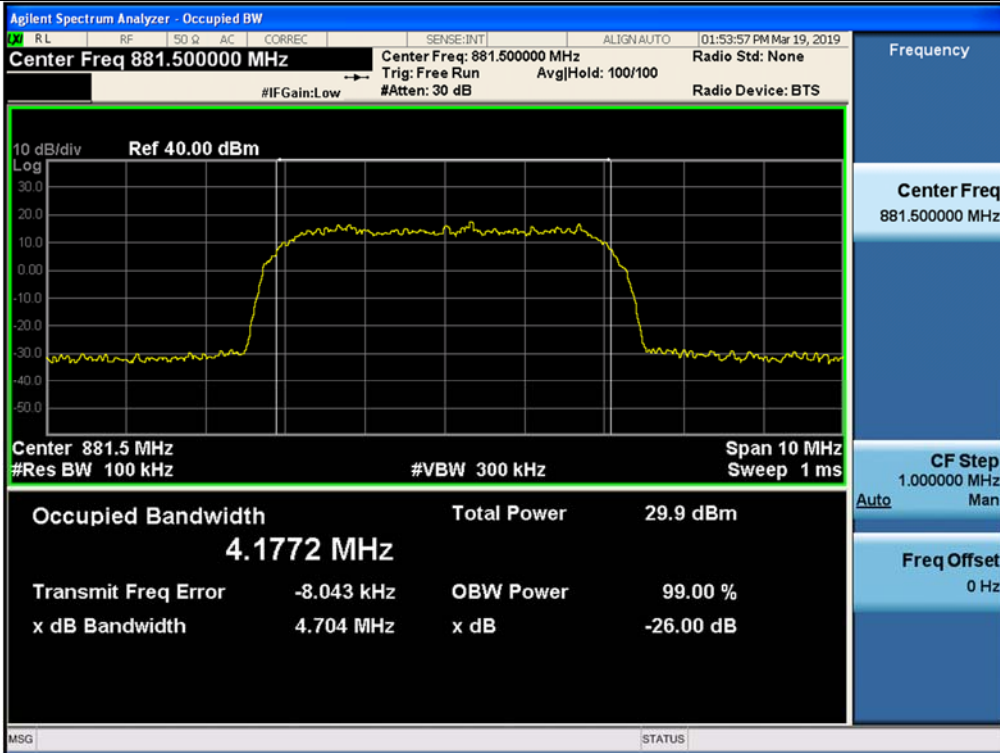 Agilent Spectrum Analyzer - Occupied BW
LXI RL RF 50 Ω AC CORREC SENSE:INT ALIGN AUTO 01:53:57 PM Mar 19, 2019
Center Freq 881.500000 MHz
Center Freq: 881.500000 MHz
Radio Std: None
Trig: Free Run
Avg|Hold: 100/100
#IFGain:Low
#Atten: 30 dB
Radio Device: BTS
10 dB/div
Ref 40.00 dBm
Log
30.0
20.0
10.0
0.00
-10.0
-20.0
-30.0
-40.0
-50.0
Center 881.5 MHz
Span 10 MHz
#Res BW 100 kHz
#VBW 300 kHz
Sweep 1 ms
Occupied Bandwidth
Total Power 29.9 dBm
4.1772 MHz
Transmit Freq Error -8.043 kHz OBW Power 99.00 %
x dB Bandwidth 4.704 MHz x dB -26.00 dB
Frequency
Center Freq
881.500000 MHz
CF Step
1.000000 MHz
Auto Man
Freq Offset
0 Hz
MSG
STATUS